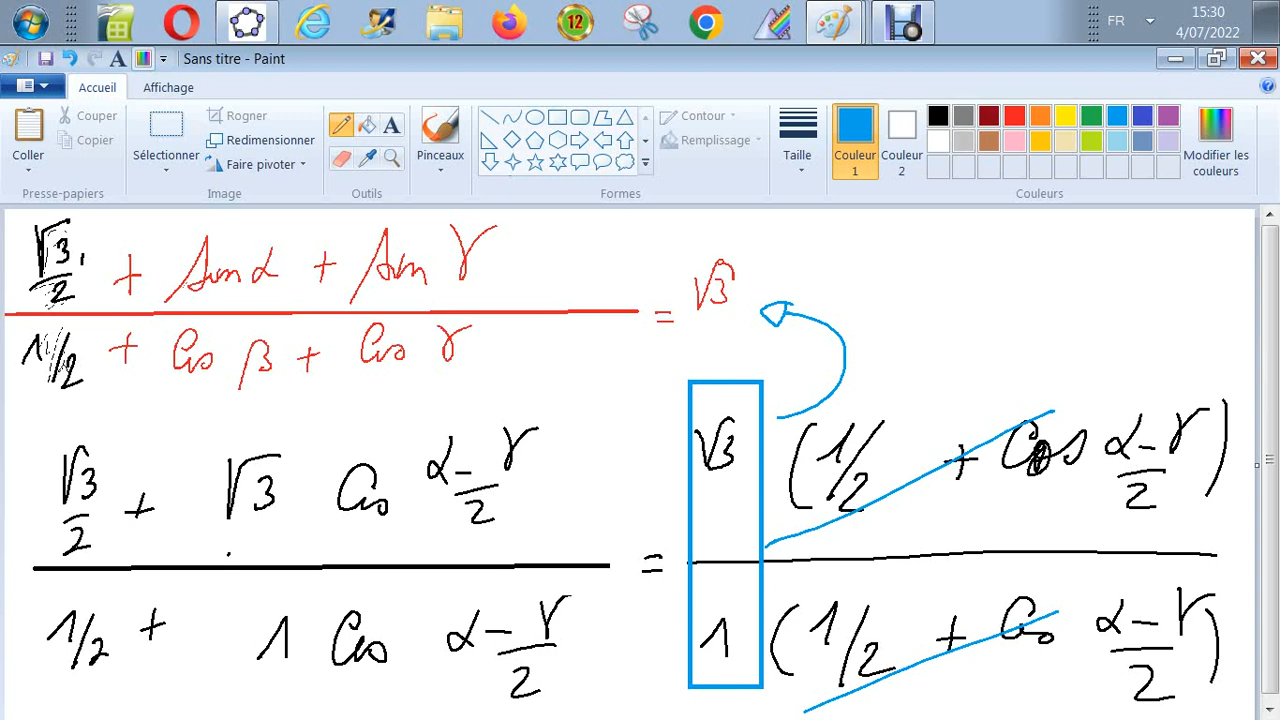 12
FR
15:30
4/07/2022
Sans titre - Paint
Accueil
Affichage
Coller
Couper
Copier
Presse-papiers
Sélectionner
Rogner
Redimensionner
Faire pivoter
Image
A
Outils
Pinceaux
Contour
Remplissage
Formes
Taille
Couleur 1
Couleur 2
Modifier les couleurs
Couleurs
√3/2 + sin α + sin γ
1/2 + Cos β + Cos γ
= √3
√3/2 + √3 Cos α-γ/2
1/2 + 1 Cos α-γ/2
=
√3 (1/2 + Cos α-γ/2)
1 (1/2 + Cos α-γ/2)